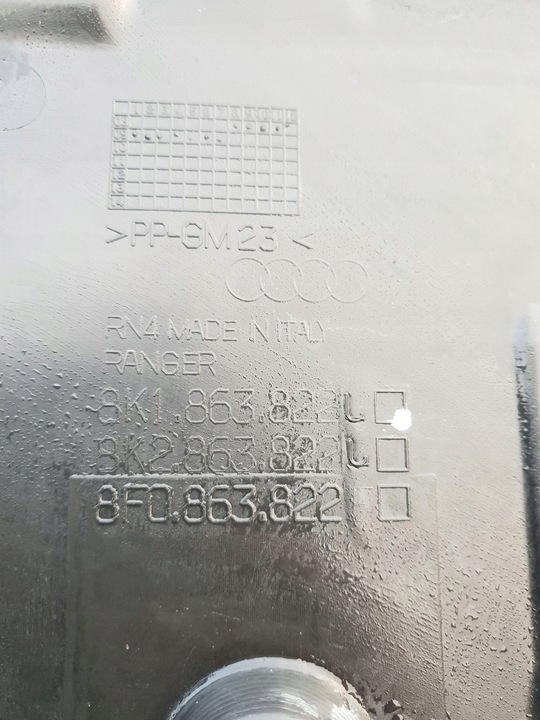 >PP-GM 23<
RN4 MADE IN ITALY
RANGER
8K1.863.822
8K2.863.822
8F0.863.822